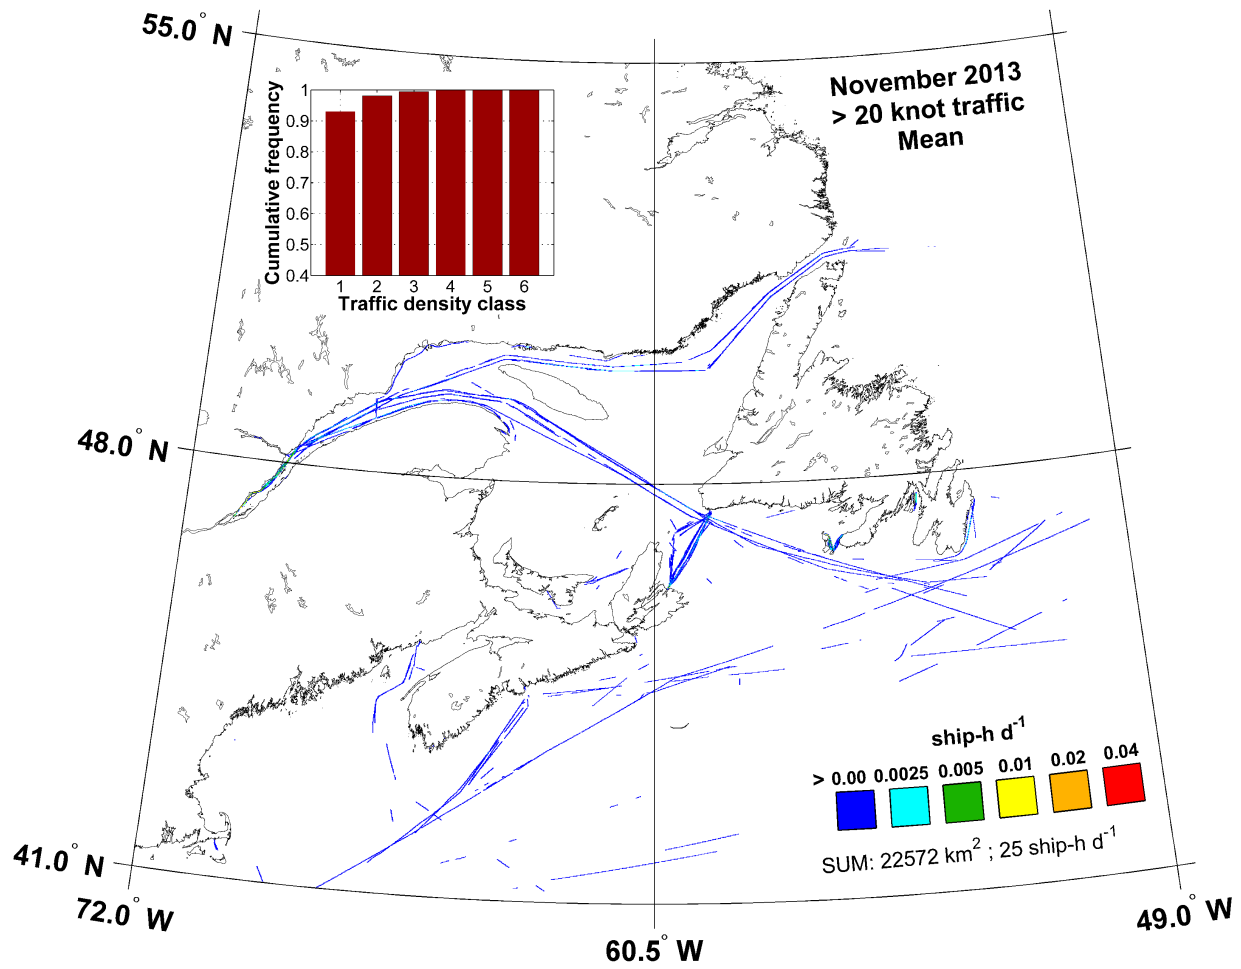 55.0° N
November 2013
> 20 knot traffic
Mean
Cumulative frequency
1
0.9
0.8
0.7
0.6
0.5
0.4
1 2 3 4 5 6
Traffic density class
48.0° N
ship-h d-1
> 0.00 0.0025 0.005 0.01 0.02 0.04
SUM: 22572 km2 ; 25 ship-h d-1
41.0° N
72.0° W
60.5° W
49.0° W